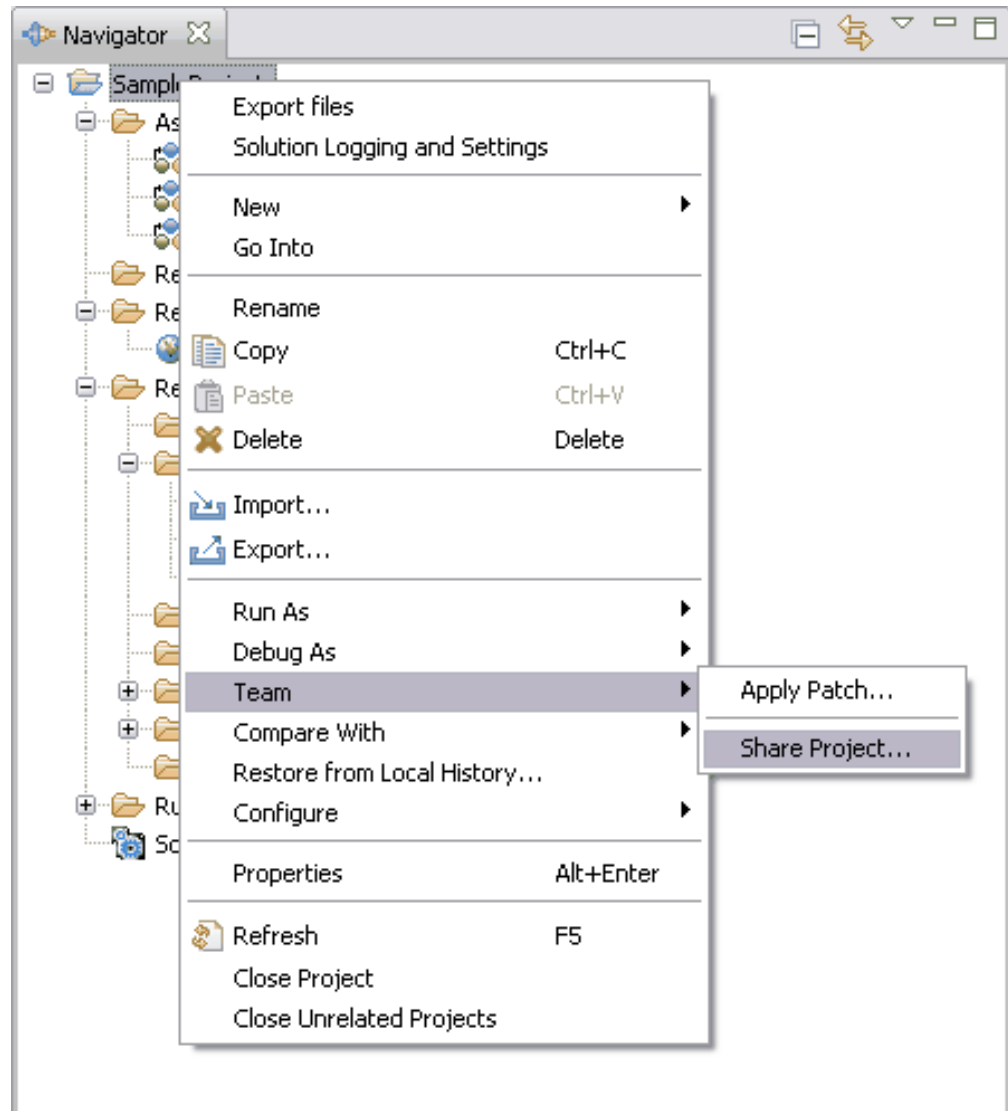 Navigator
Export files
Solution Logging and Settings
New
Go Into
Rename
Copy Ctrl+C
Paste Ctrl+V
Delete Delete
Import...
Export...
Run As
Debug As
Team
Apply Patch...
Compare With
Share Project...
Restore from Local History...
Configure
Properties Alt+Enter
Refresh F5
Close Project
Close Unrelated Projects